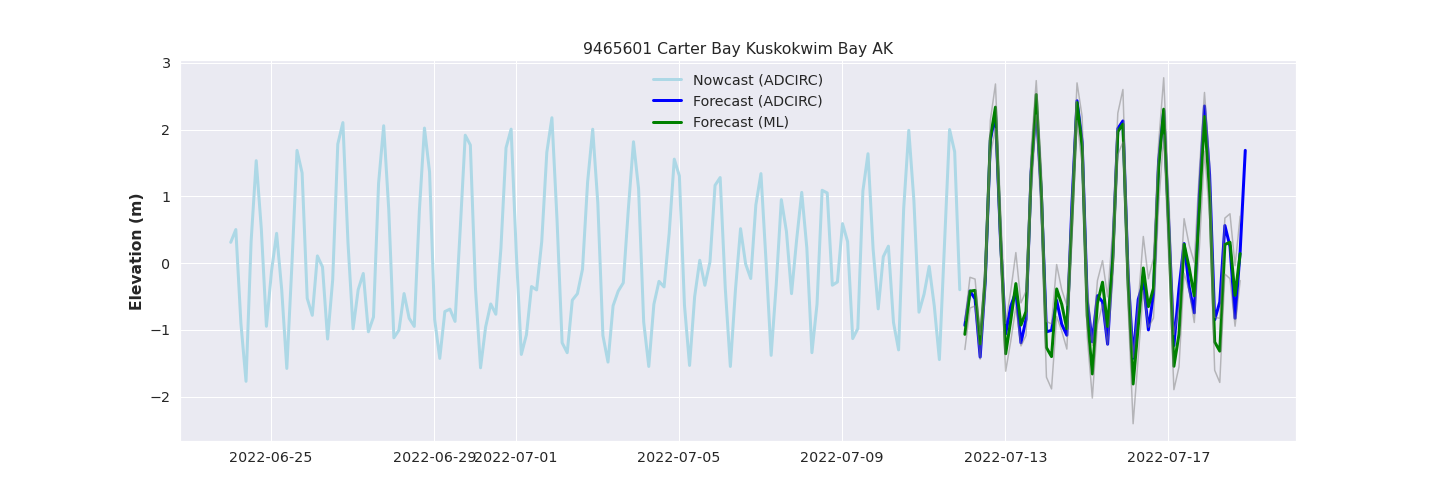 9465601 Carter Bay Kuskokwim Bay AK
Nowcast (ADCIRC)
Forecast (ADCIRC)
Forecast (ML)
Elevation (m)
3
2
1
0
−1
−2
2022-06-25
2022-06-29
2022-07-01
2022-07-05
2022-07-09
2022-07-13
2022-07-17